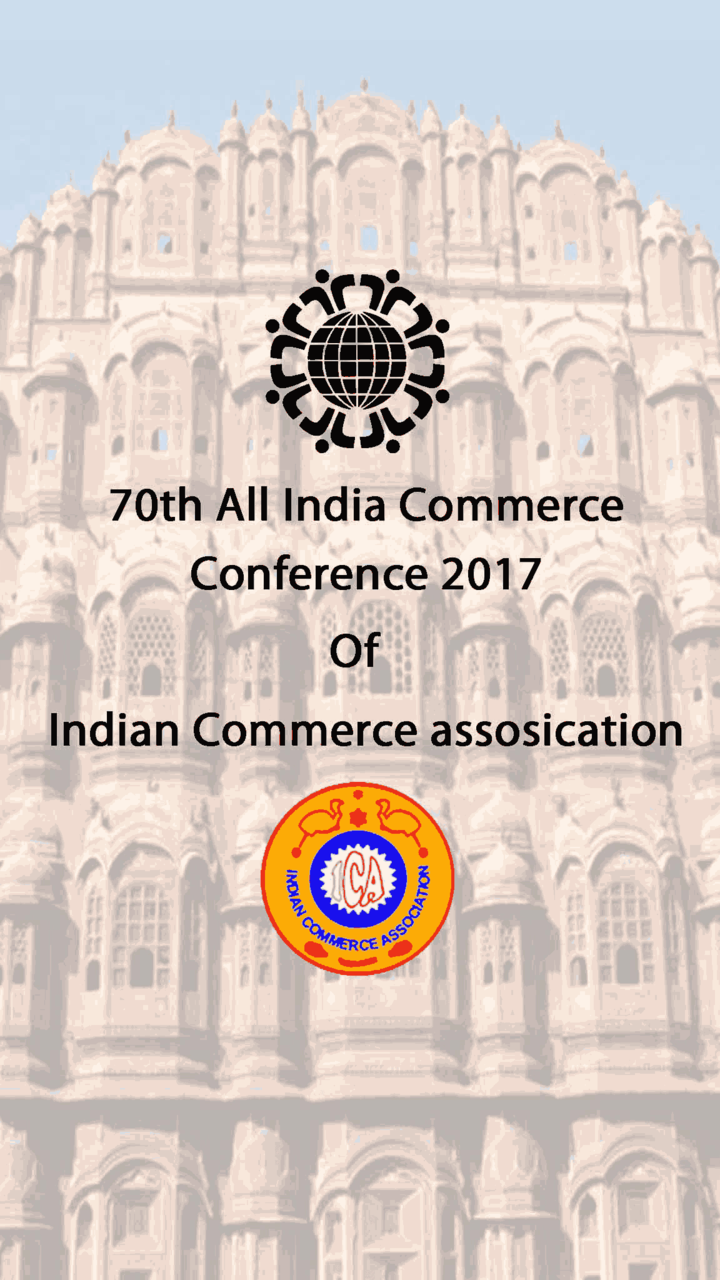 70th All India Commerce
Conference 2017
Of
Indian Commerce assosication
ICA
INDIAN COMMERCE ASSOCIATION